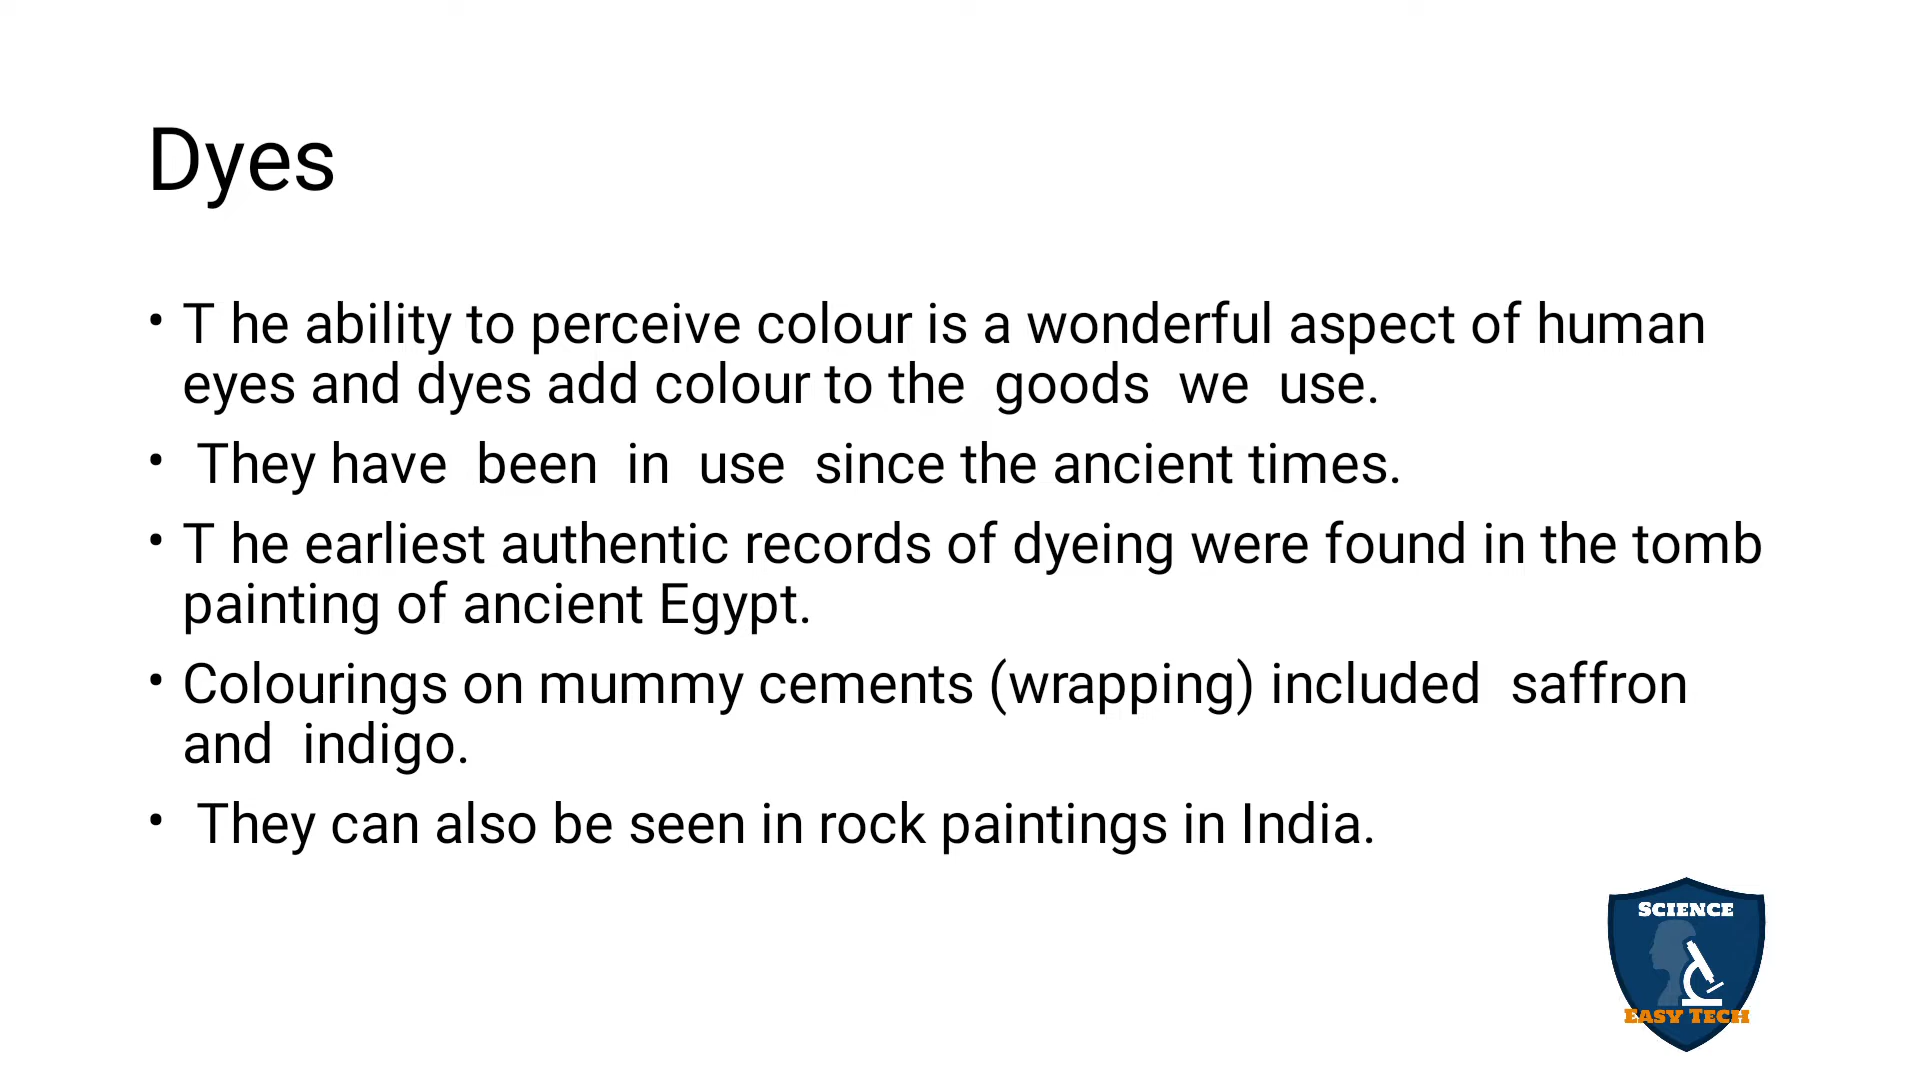 Dyes
• T he ability to perceive colour is a wonderful aspect of human
eyes and dyes add colour to the  goods  we  use.
•  They have  been  in  use  since the ancient times.
• T he earliest authentic records of dyeing were found in the tomb
painting of ancient Egypt.
• Colourings on mummy cements (wrapping) included  saffron
and  indigo.
•  They can also be seen in rock paintings in India.
SCIENCE
EASY TECH